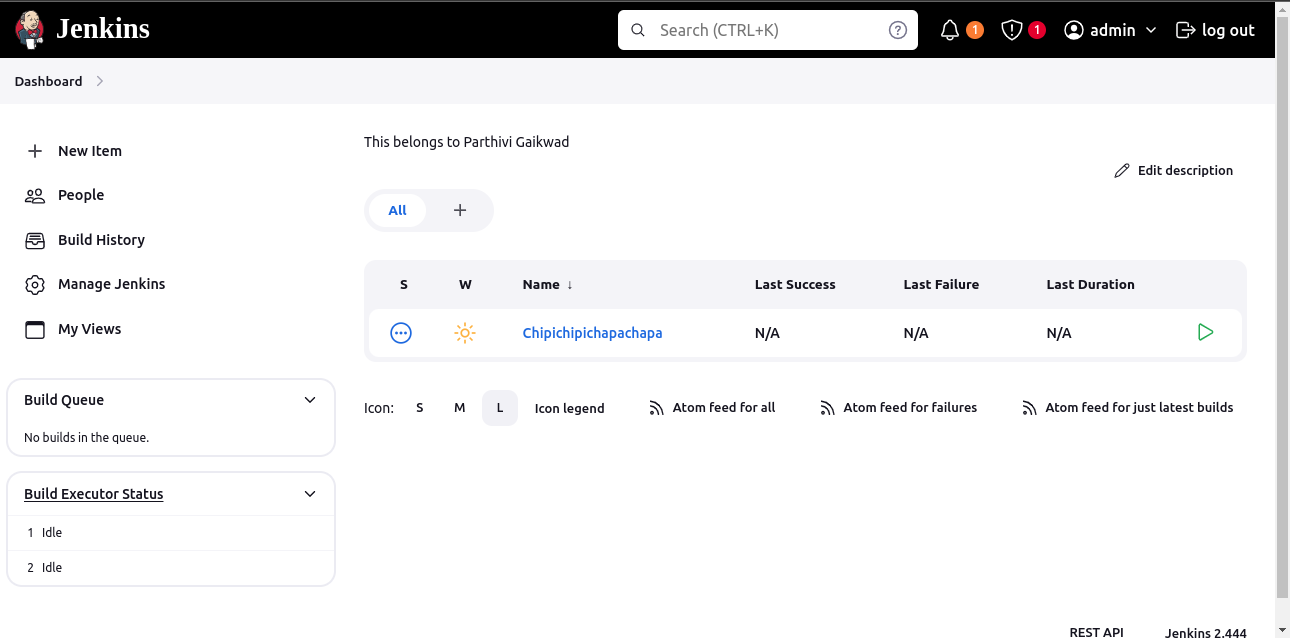 Jenkins
Search (CTRL+K)
1
1
admin
log out
Dashboard
New Item
People
Build History
Manage Jenkins
My Views
Build Queue
No builds in the queue.
Build Executor Status
1 Idle
2 Idle
This belongs to Parthivi Gaikwad
Edit description
All
S W Name ↓ Last Success Last Failure Last Duration
Chipichipichapachapa N/A N/A N/A
Icon: S M L Icon legend Atom feed for all Atom feed for failures Atom feed for just latest builds
REST API Jenkins 2.444